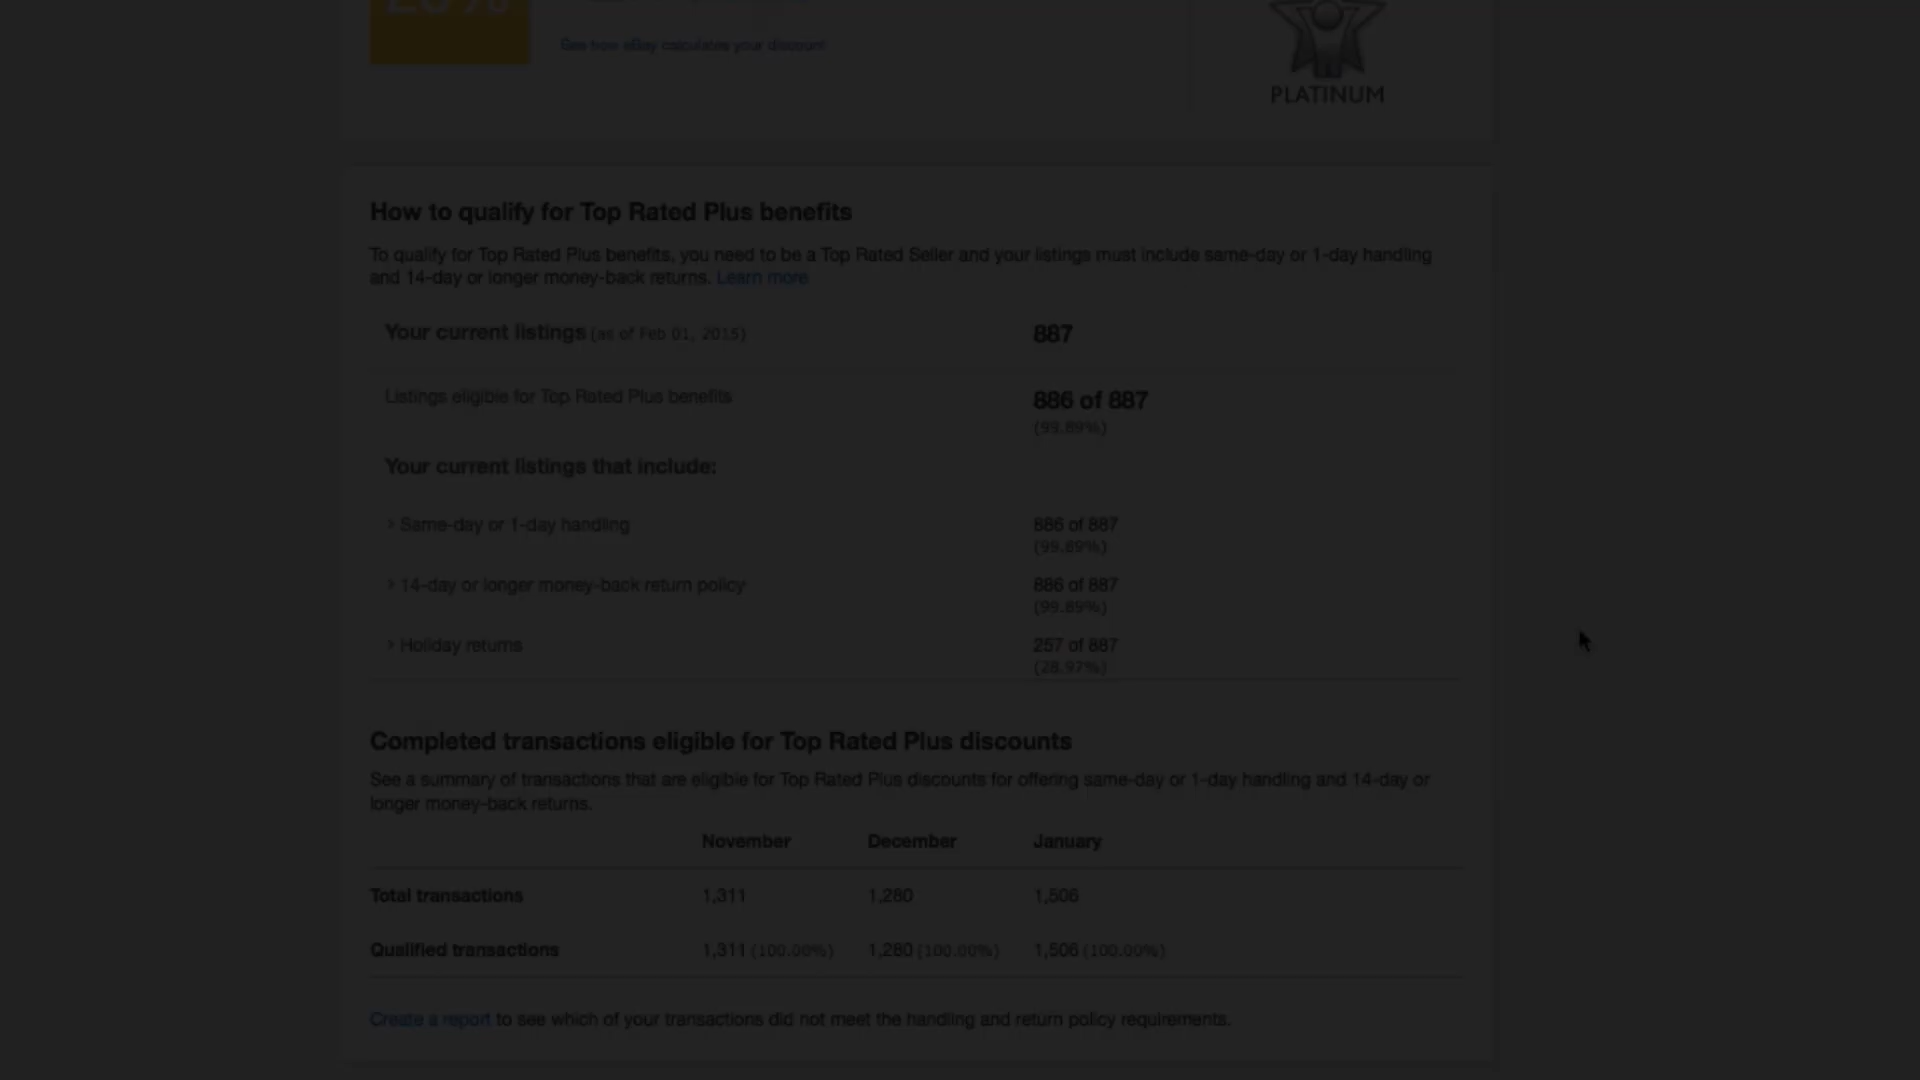 20%
See how eBay calculates your discount
PLATINUM
How to qualify for Top Rated Plus benefits
To qualify for Top Rated Plus benefits, you need to be a Top Rated Seller and your listings must include same-day or 1-day handling
and 14-day or longer money-back returns. Learn more
Your current listings (as of Feb 01, 2015) 887
Listings eligible for Top Rated Plus benefits 886 of 887
(99.89%)
Your current listings that include:
> Same-day or 1-day handling 886 of 887
(99.89%)
> 14-day or longer money-back return policy 886 of 887
(99.89%)
> Holiday returns 257 of 887
(28.97%)
Completed transactions eligible for Top Rated Plus discounts
See a summary of transactions that are eligible for Top Rated Plus discounts for offering same-day or 1-day handling and 14-day or
longer money-back returns.
November December January
Total transactions 1,311 1,280 1,506
Qualified transactions 1,311 (100.00%) 1,280 (100.00%) 1,506 (100.00%)
Create a report to see which of your transactions did not meet the handling and return policy requirements.